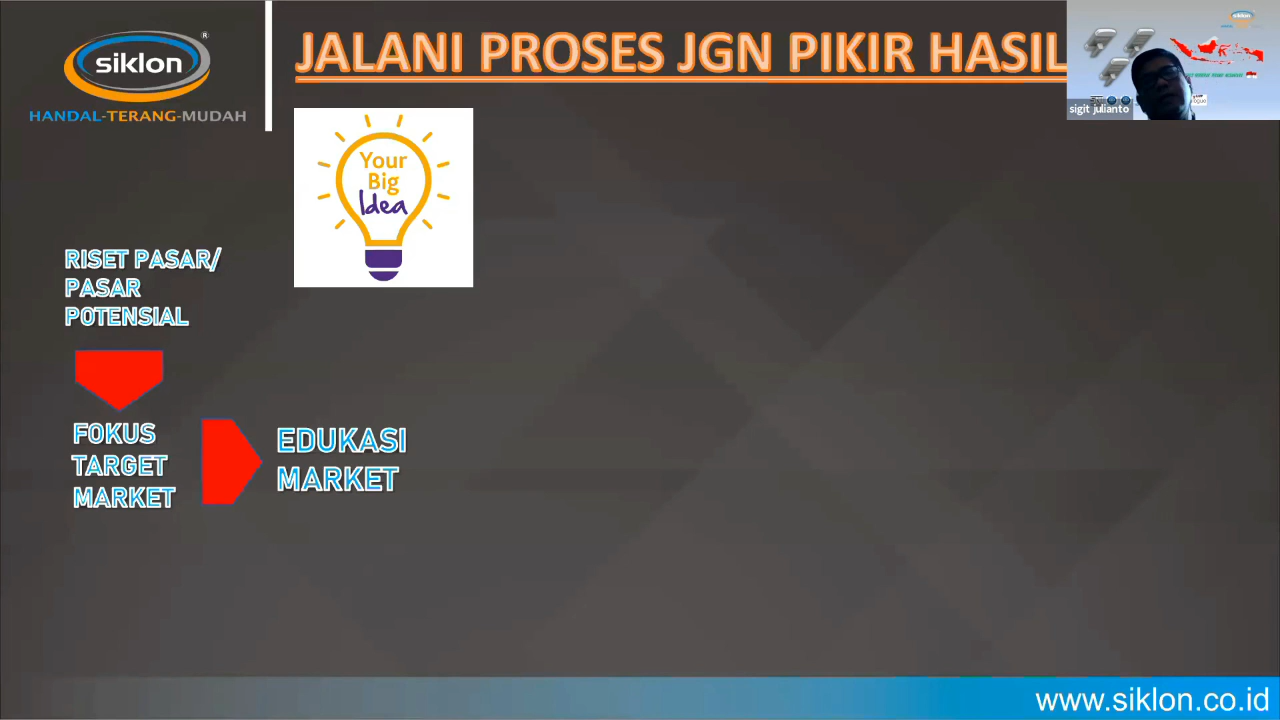 siklon
®
HANDAL-TERANG-MUDAH
JALANI PROSES JGN PIKIR HASIL
sigit julianto
Your
Big
Idea
RISET PASAR/
PASAR
POTENSIAL
FOKUS
TARGET
MARKET
EDUKASI
MARKET
www.siklon.co.id